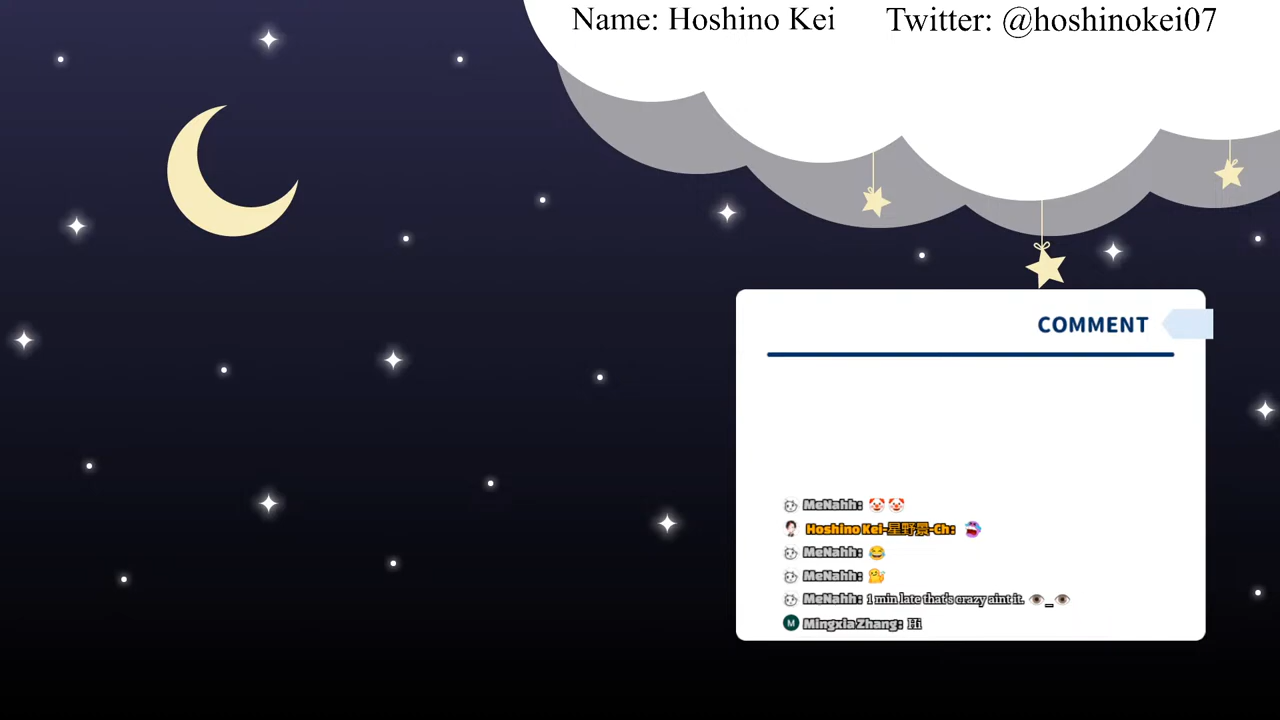 Name: Hoshino Kei Twitter: @hoshinokei07
COMMENT
MeNahh: 🤡🤡
Hoshino Kei-星野景-Ch:
MeNahh: 😂
MeNahh: 🫠
MeNahh: 1 min late that's crazy aint it. 👁️_👁️
M Mingxia Zhang: Hi